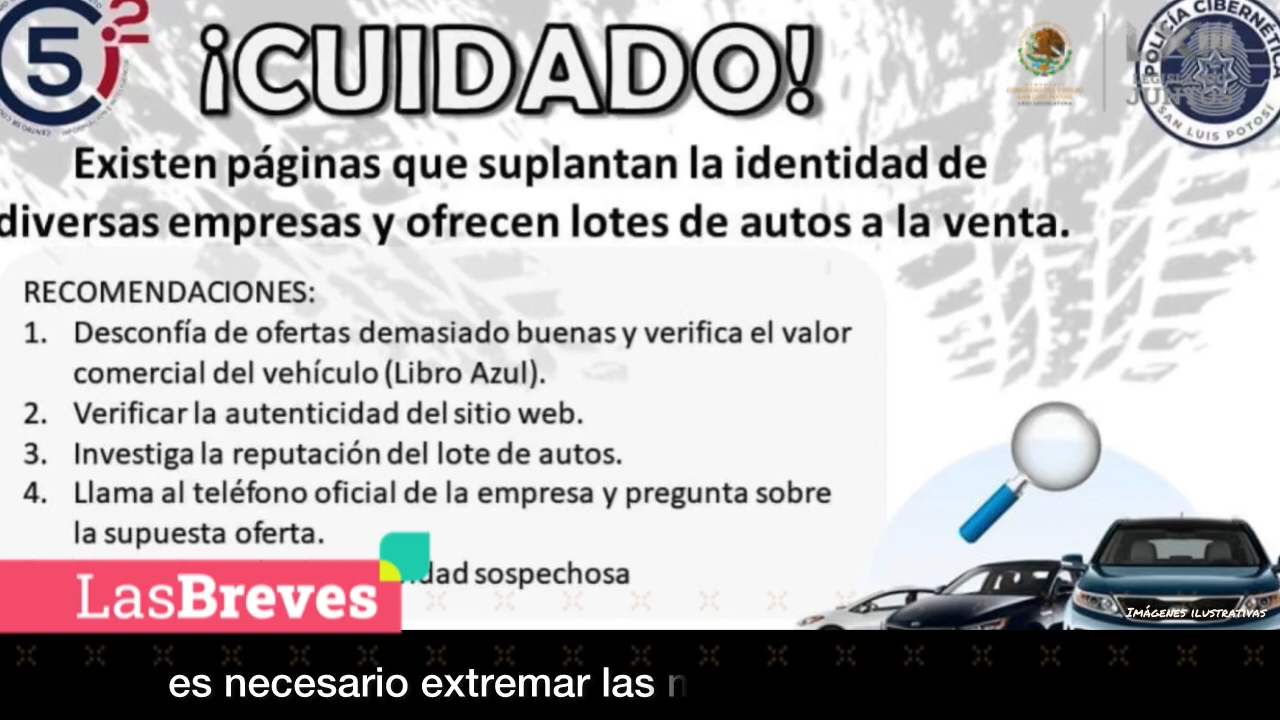 ¡CUIDADO!
POLICÍA CIBERNÉTICA
SAN LUIS POTOSI
JUNTOS
Existen páginas que suplantan la identidad de
diversas empresas y ofrecen lotes de autos a la venta.
RECOMENDACIONES:
1. Desconfía de ofertas demasiado buenas y verifica el valor
comercial del vehículo (Libro Azul).
2. Verificar la autenticidad del sitio web.
3. Investiga la reputación del lote de autos.
4. Llama al teléfono oficial de la empresa y pregunta sobre
la supuesta oferta.
dad sospechosa
LasBreves
IMÁGENES ILUSTRATIVAS
es necesario extremar las